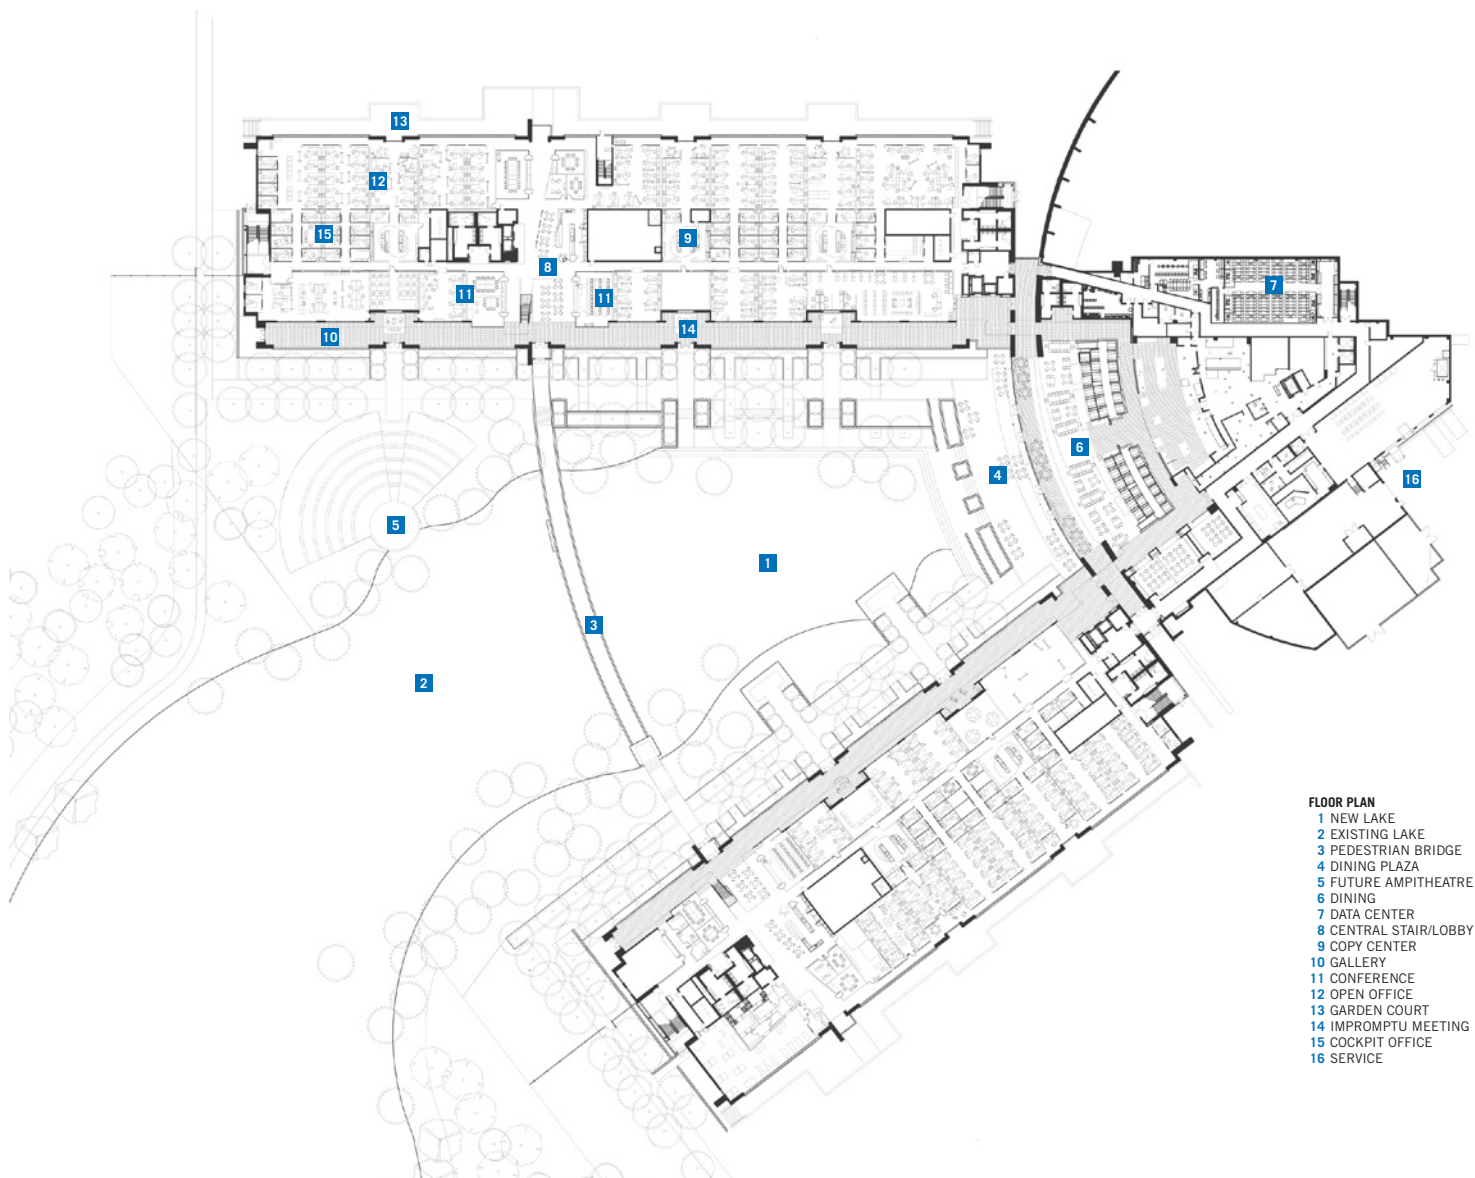 13
12
15
9
8
11
11
7
14
10
6
4
16
5
1
3
2
FLOOR PLAN
1 NEW LAKE
2 EXISTING LAKE
3 PEDESTRIAN BRIDGE
4 DINING PLAZA
5 FUTURE AMPITHEATRE
6 DINING
7 DATA CENTER
8 CENTRAL STAIR/LOBBY
9 COPY CENTER
10 GALLERY
11 CONFERENCE
12 OPEN OFFICE
13 GARDEN COURT
14 IMPROMPTU MEETING
15 COCKPIT OFFICE
16 SERVICE